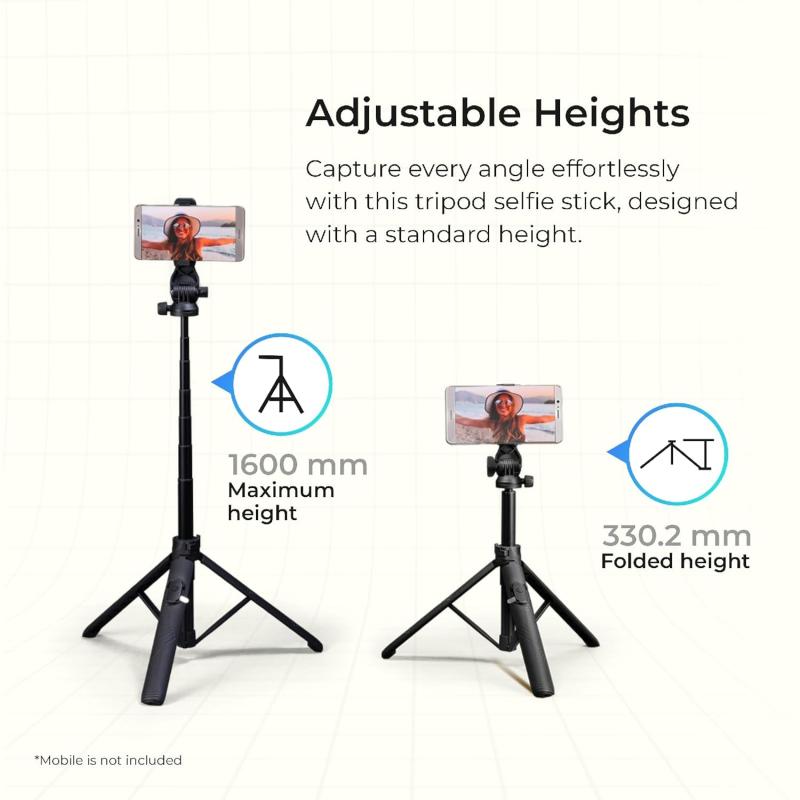 Adjustable Heights
Capture every angle effortlessly
with this tripod selfie stick, designed
with a standard height.
1600 mm
Maximum
height
330.2 mm
Folded height
*Mobile is not included